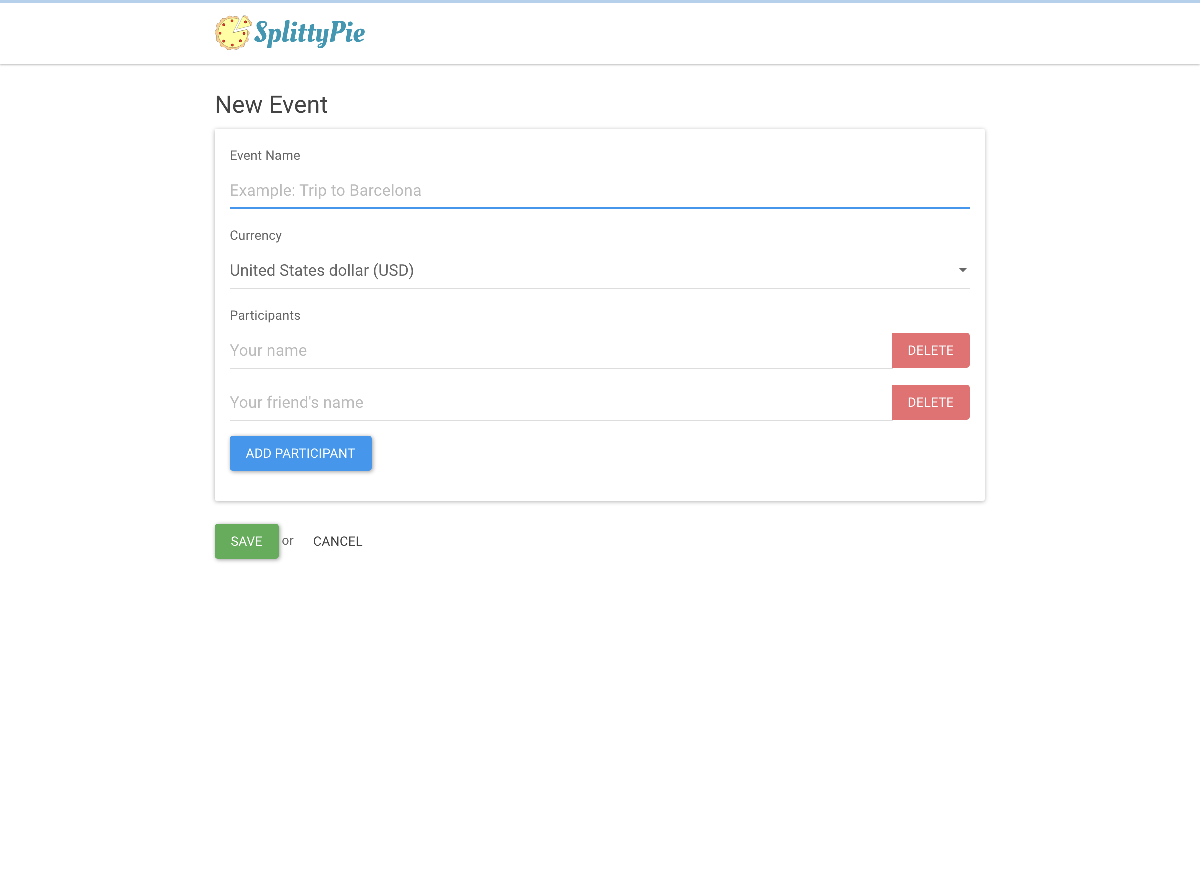 SplittyPie
New Event
Event Name
Example: Trip to Barcelona
Currency
United States dollar (USD)
Participants
Your name
DELETE
Your friend's name
DELETE
ADD PARTICIPANT
SAVE or CANCEL